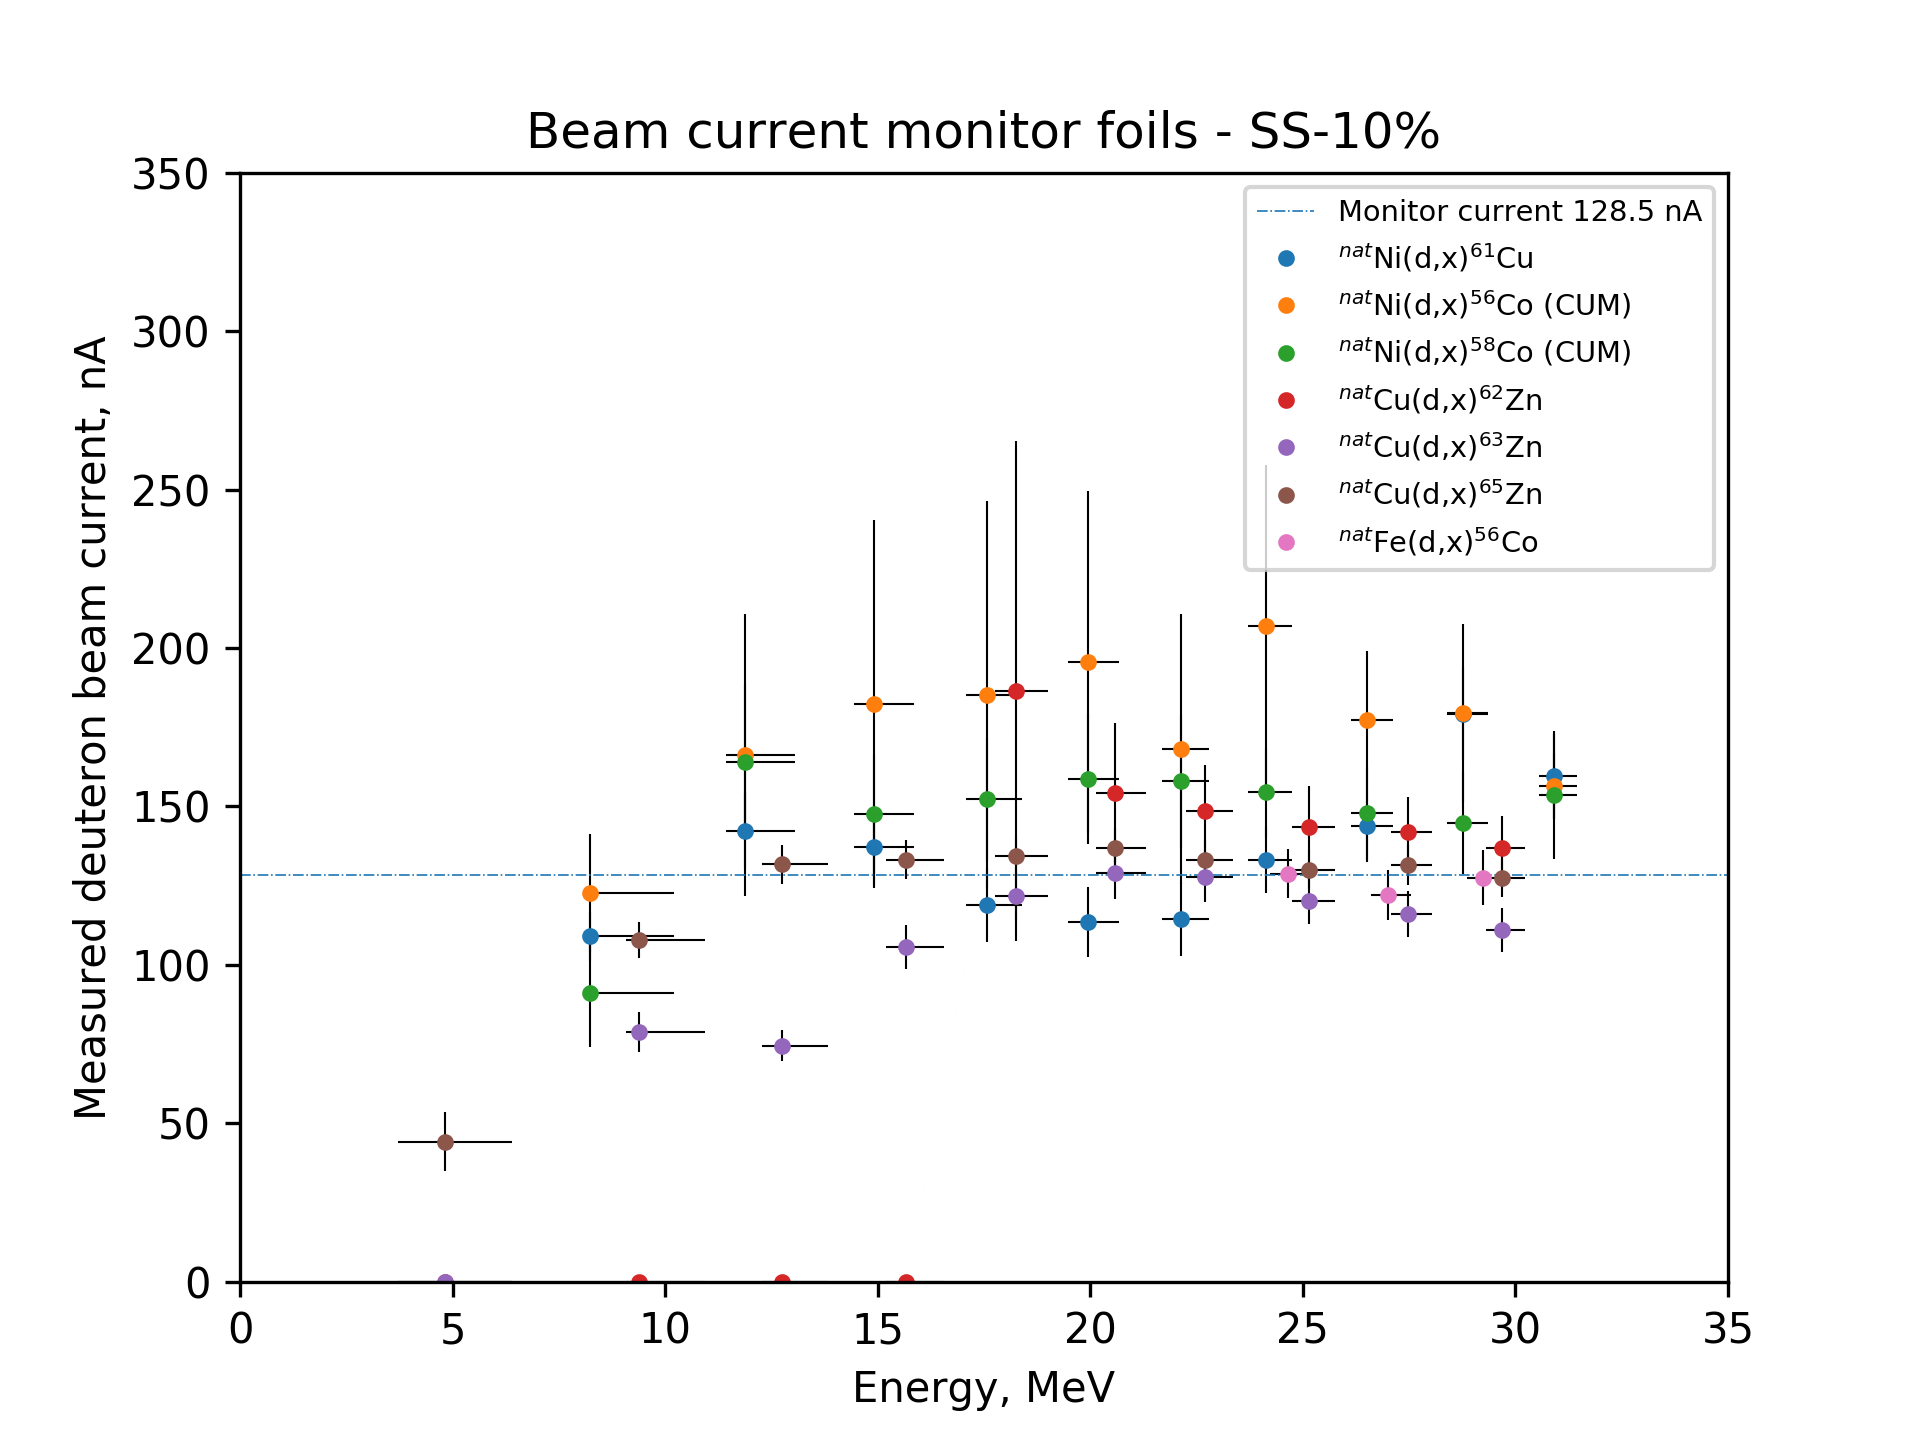 Beam current monitor foils - SS-10%
350
300
250
200
150
100
50
0
Measured deuteron beam current, nA
Monitor current 128.5 nA
ⁿᵃᵗNi(d,x)⁶¹Cu
ⁿᵃᵗNi(d,x)⁵⁶Co (CUM)
ⁿᵃᵗNi(d,x)⁵⁸Co (CUM)
ⁿᵃᵗCu(d,x)⁶²Zn
ⁿᵃᵗCu(d,x)⁶³Zn
ⁿᵃᵗCu(d,x)⁶⁵Zn
ⁿᵃᵗFe(d,x)⁵⁶Co
0 5 10 15 20 25 30 35
Energy, MeV